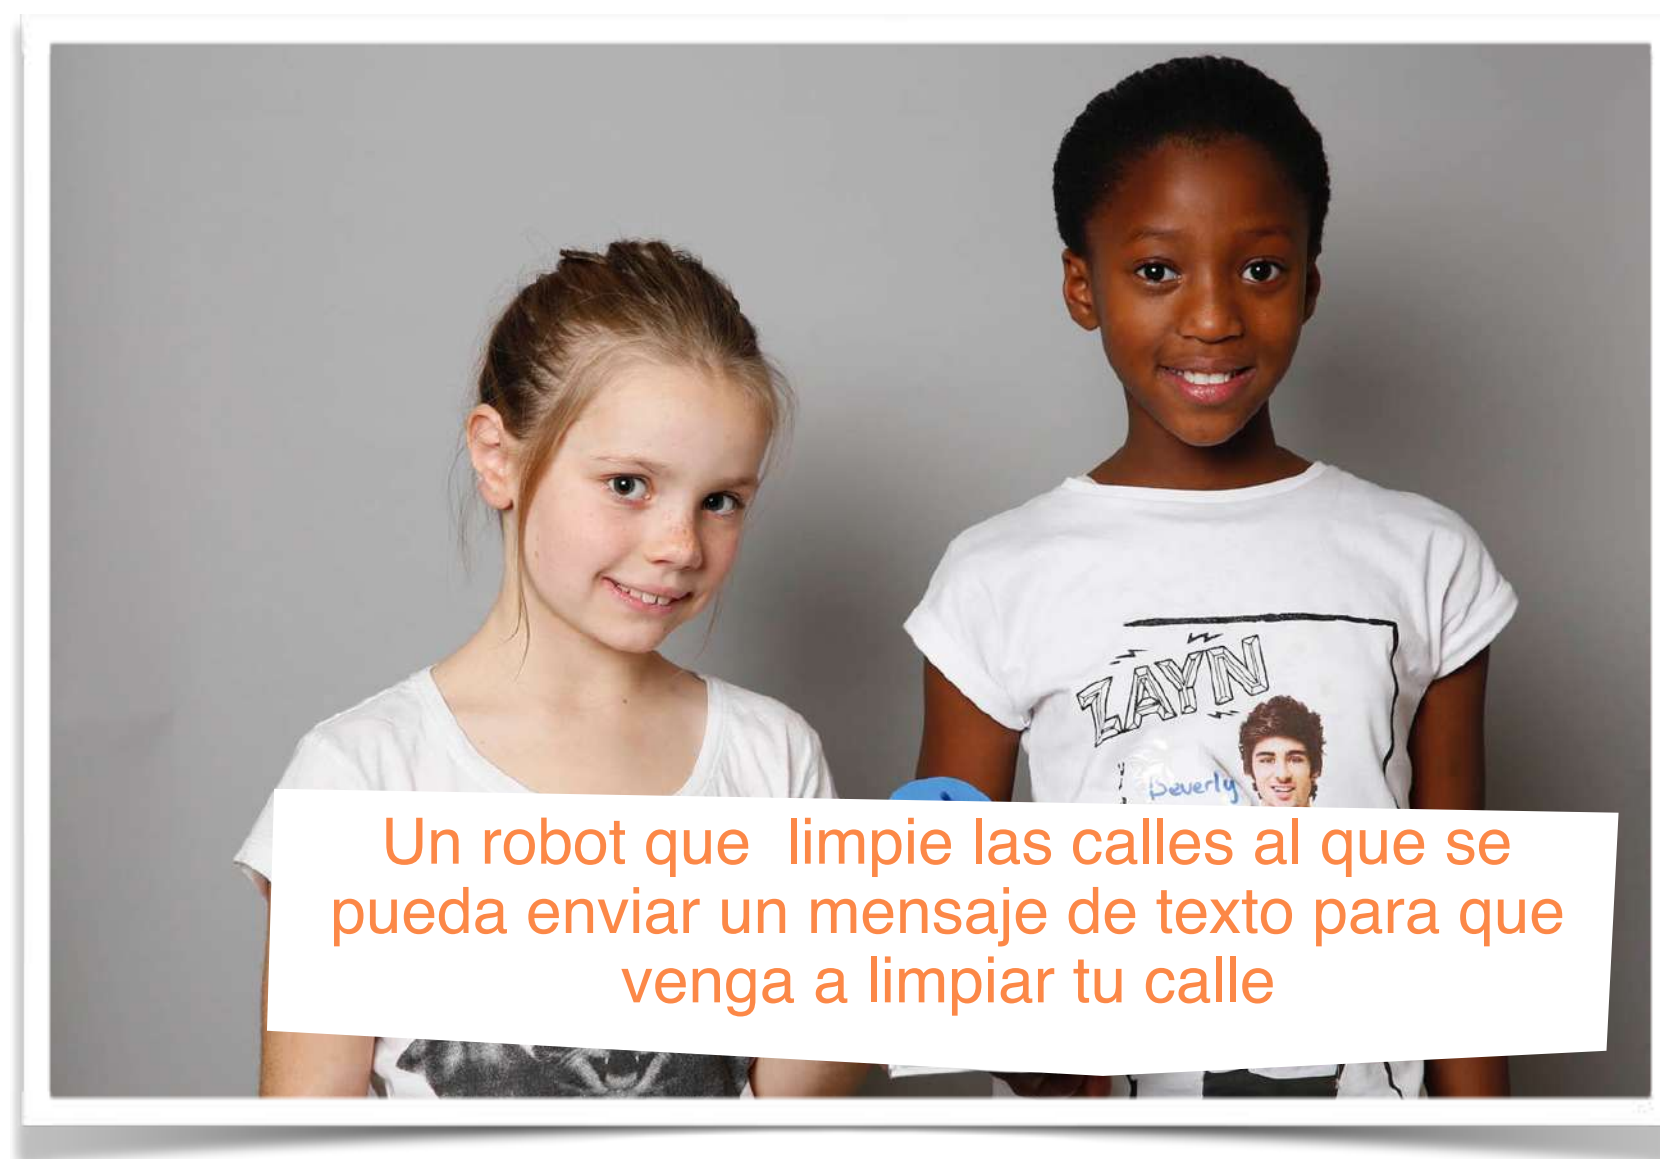 ZAYN
Beverly
Un robot que  limpie las calles al que se
pueda enviar un mensaje de texto para que
venga a limpiar tu calle